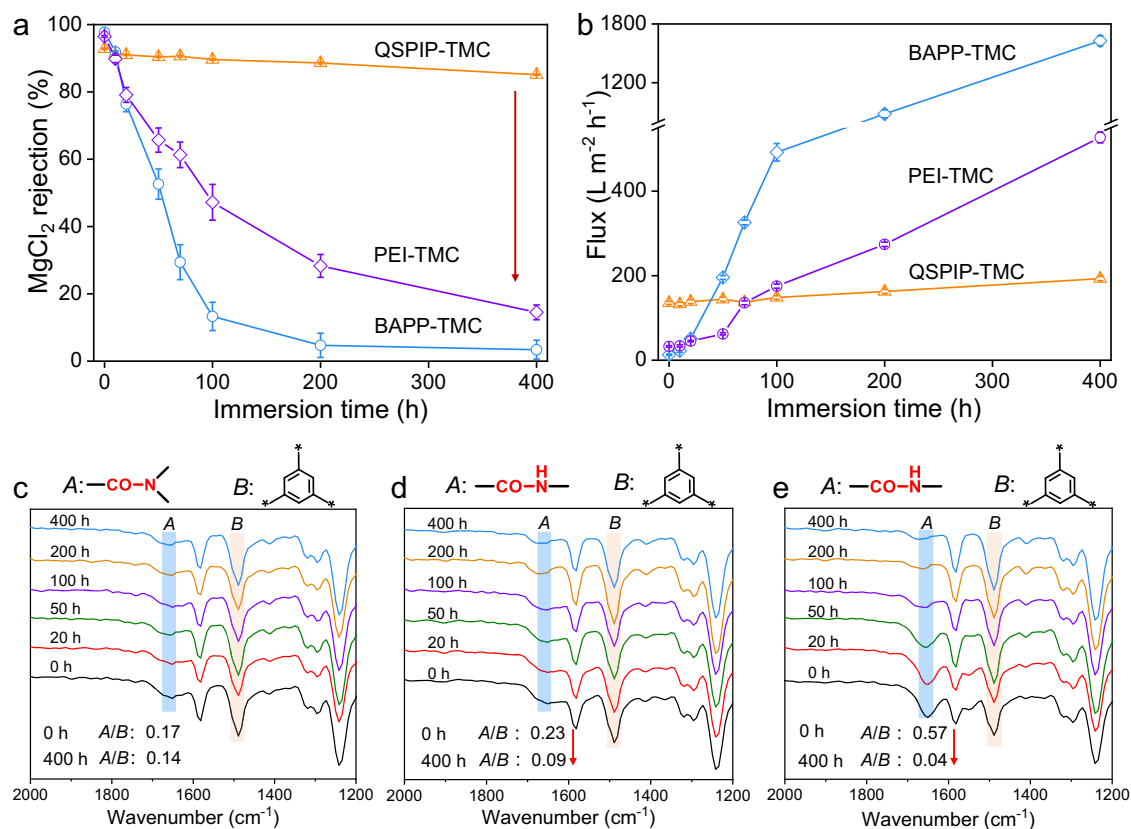 a
MgCl₂ rejection (%)
100
80
60
40
20
0
QSPIP-TMC
PEI-TMC
BAPP-TMC
0 100 200 300 400
Immersion time (h)
b
Flux (L m⁻² h⁻¹)
1800
1200
400
200
0
BAPP-TMC
PEI-TMC
QSPIP-TMC
0 100 200 300 400
Immersion time (h)
c
A: CO N
B: * * *
400 h A B
200 h
100 h
50 h
20 h
0 h
0 h A/B: 0.17
400 h A/B: 0.14
2000 1800 1600 1400 1200
Wavenumber (cm⁻¹)
d
A: CO N H
B: * * *
400 h A B
200 h
100 h
50 h
20 h
0 h
0 h A/B : 0.23
400 h A/B : 0.09
2000 1800 1600 1400 1200
Wavenumber (cm⁻¹)
e
A: CO N H
B: * * *
400 h A B
200 h
100 h
50 h
20 h
0 h
0 h A/B : 0.57
400 h A/B : 0.04
2000 1800 1600 1400 1200
Wavenumber (cm⁻¹)